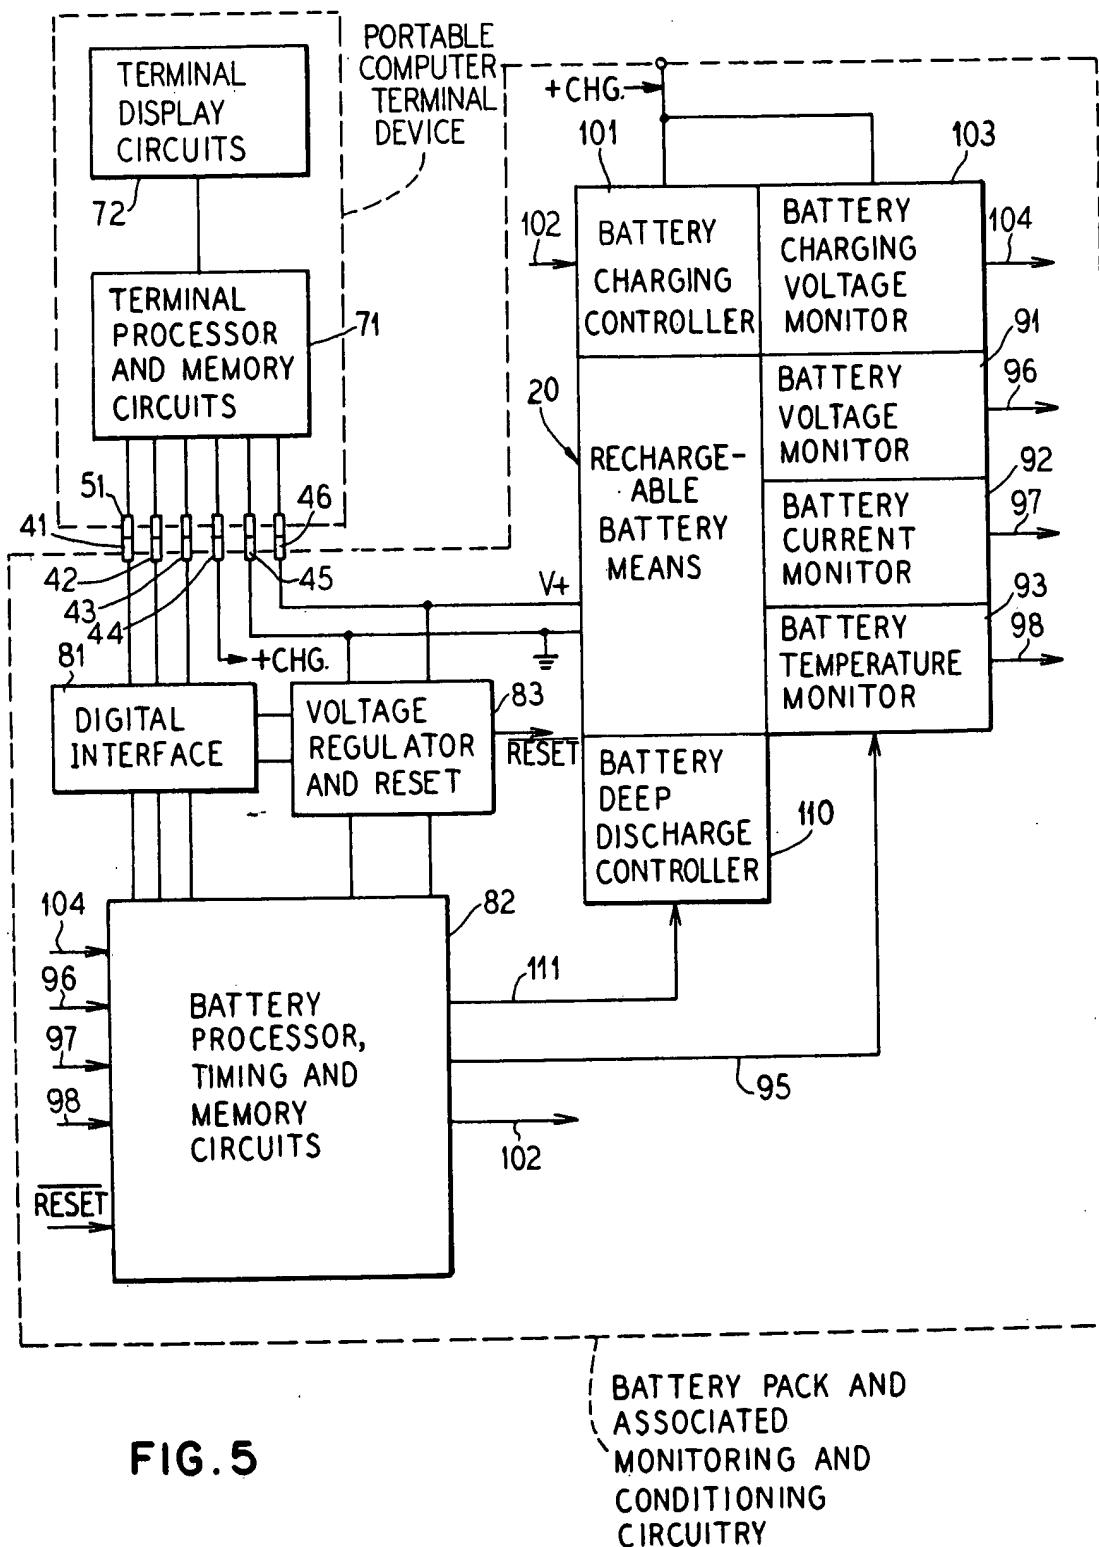 PORTABLE
COMPUTER
TERMINAL
DEVICE
TERMINAL
DISPLAY
CIRCUITS
72
TERMINAL
PROCESSOR
AND MEMORY
CIRCUITS
71
51
41
42
43
44
45
46
+CHG.
101
103
102
BATTERY
CHARGING
CONTROLLER
BATTERY
CHARGING
VOLTAGE
MONITOR
104
91
BATTERY
VOLTAGE
MONITOR
96
20
RECHARGE-
ABLE
BATTERY
MEANS
92
BATTERY
CURRENT
MONITOR
97
93
BATTERY
TEMPERATURE
MONITOR
98
V+
+CHG.
81
DIGITAL
INTERFACE
VOLTAGE
REGULATOR
AND RESET
83
RESET
BATTERY
DEEP
DISCHARGE
CONTROLLER
110
82
104
96
97
98
RESET
BATTERY
PROCESSOR,
TIMING AND
MEMORY
CIRCUITS
111
95
102
BATTERY PACK AND
ASSOCIATED
MONITORING AND
CONDITIONING
CIRCUITRY
FIG. 5